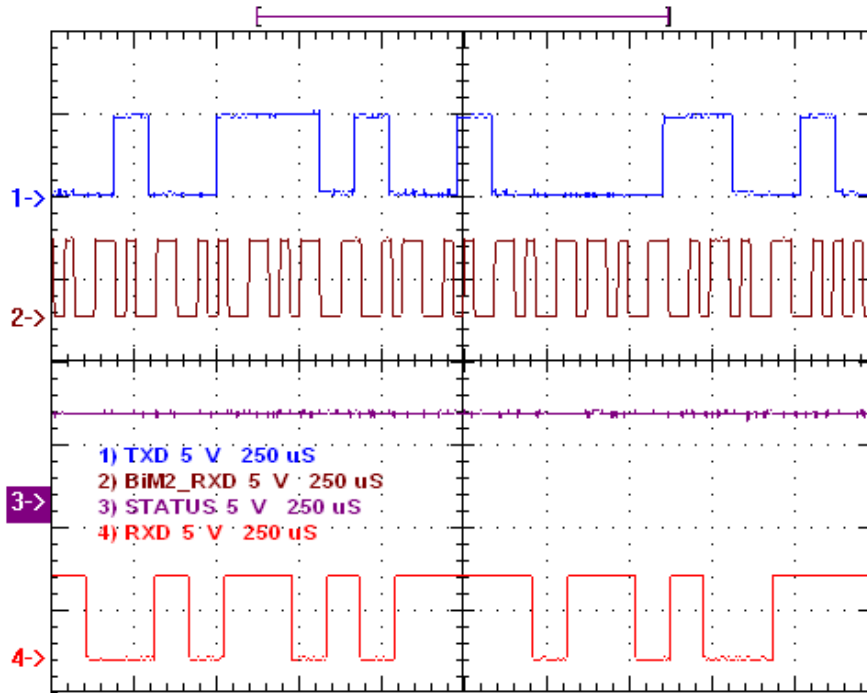 1->
2->
1) TXD 5 V 250 uS
2) BiM2_RXD 5 V 250 uS
3) STATUS 5 V 250 uS
4) RXD 5 V 250 uS
3->
4->